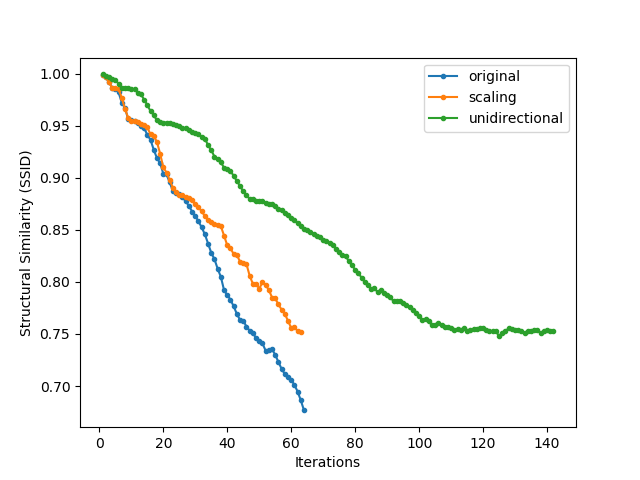 original
scaling
unidirectional
1.00
0.95
0.90
0.85
0.80
0.75
0.70
Structural Similarity (SSID)
0 20 40 60 80 100 120 140
Iterations